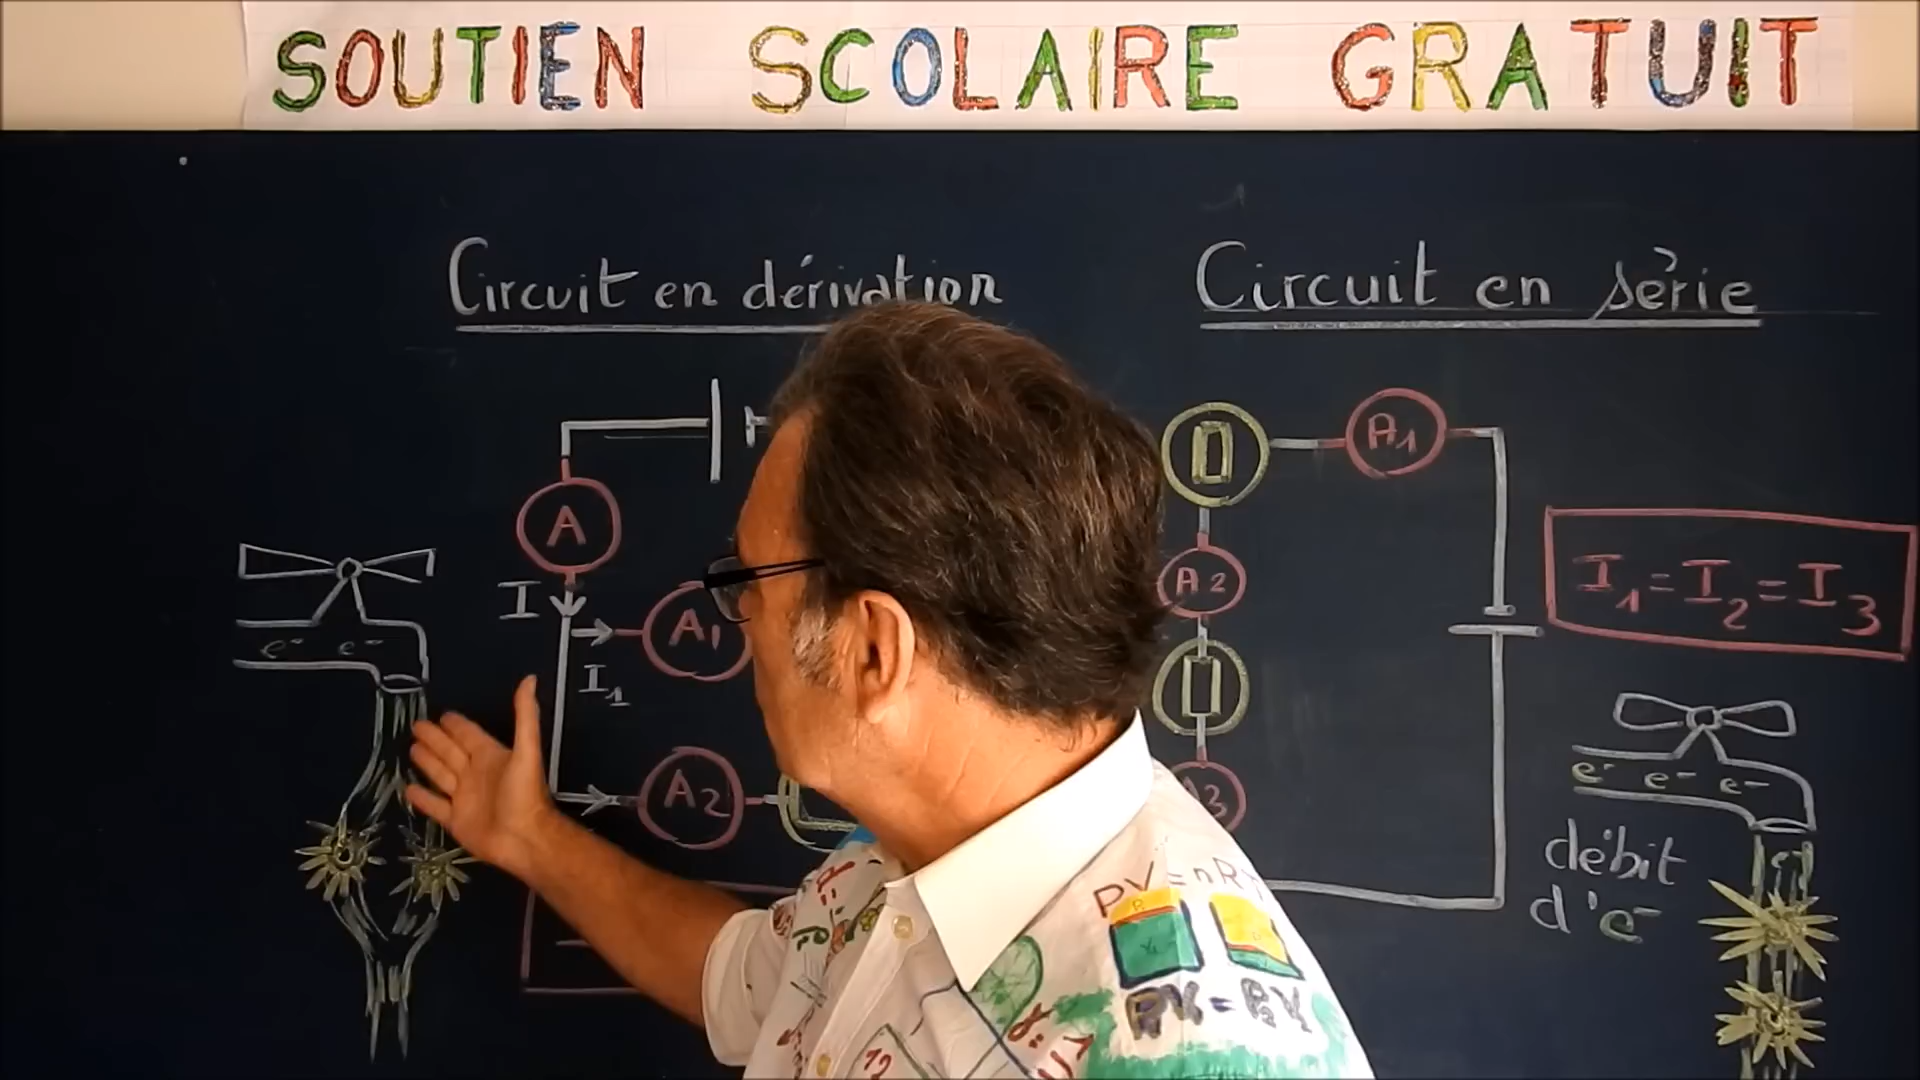 SOUTIEN SCOLAIRE GRATUIT
Circuit en dérivation
Circuit en série
A
I
A1
I1
A2
A1
A2
A3
I1=I2=I3
e- e-
e- e- e-
débit
d'e-
e-
PV=nRT